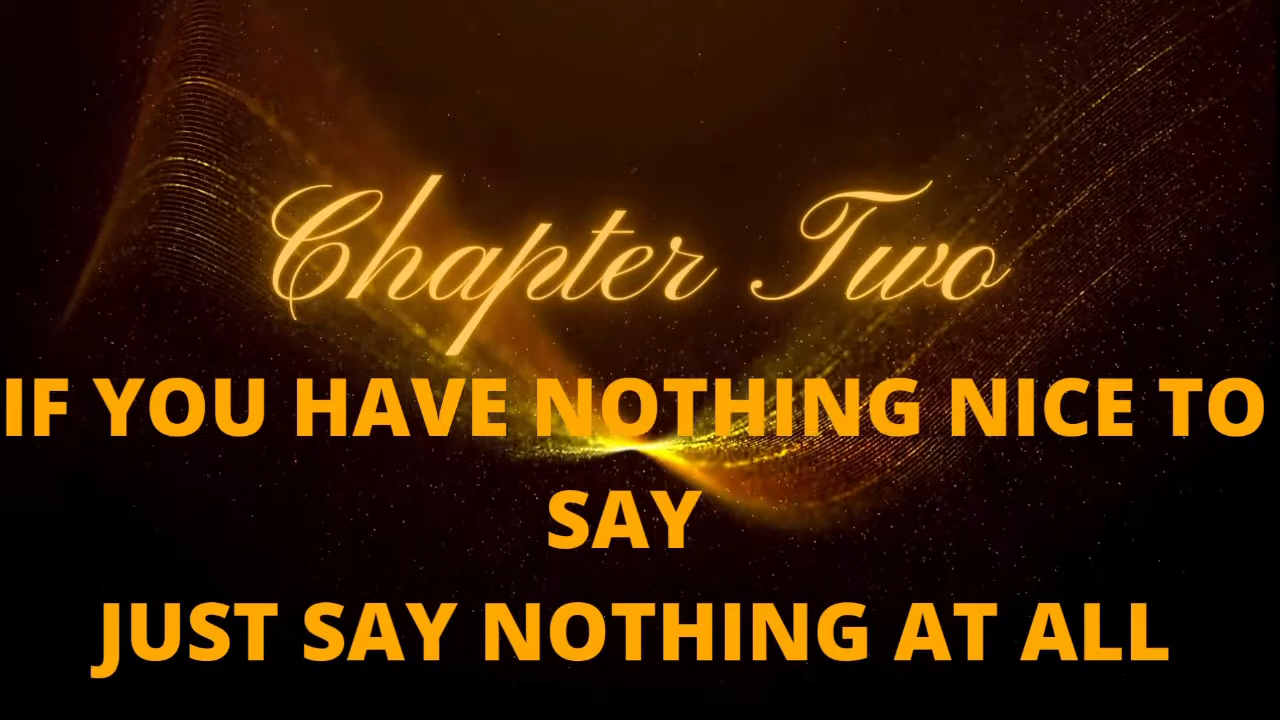 Chapter Two
IF YOU HAVE NOTHING NICE TO
SAY
JUST SAY NOTHING AT ALL